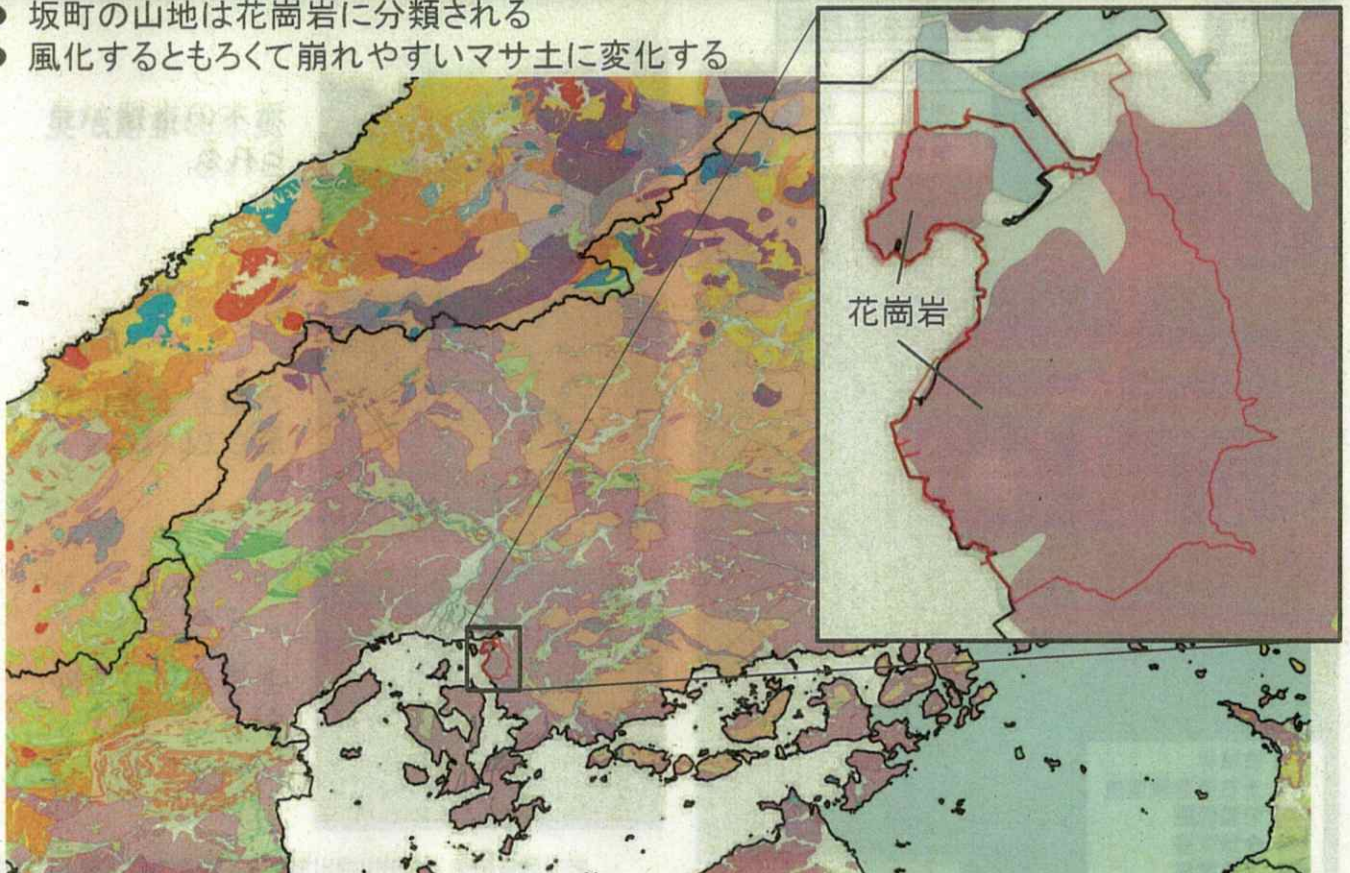 ● 坂町の山地は花崗岩に分類される
● 風化するともろくて崩れやすいマサ土に変化する
花崗岩